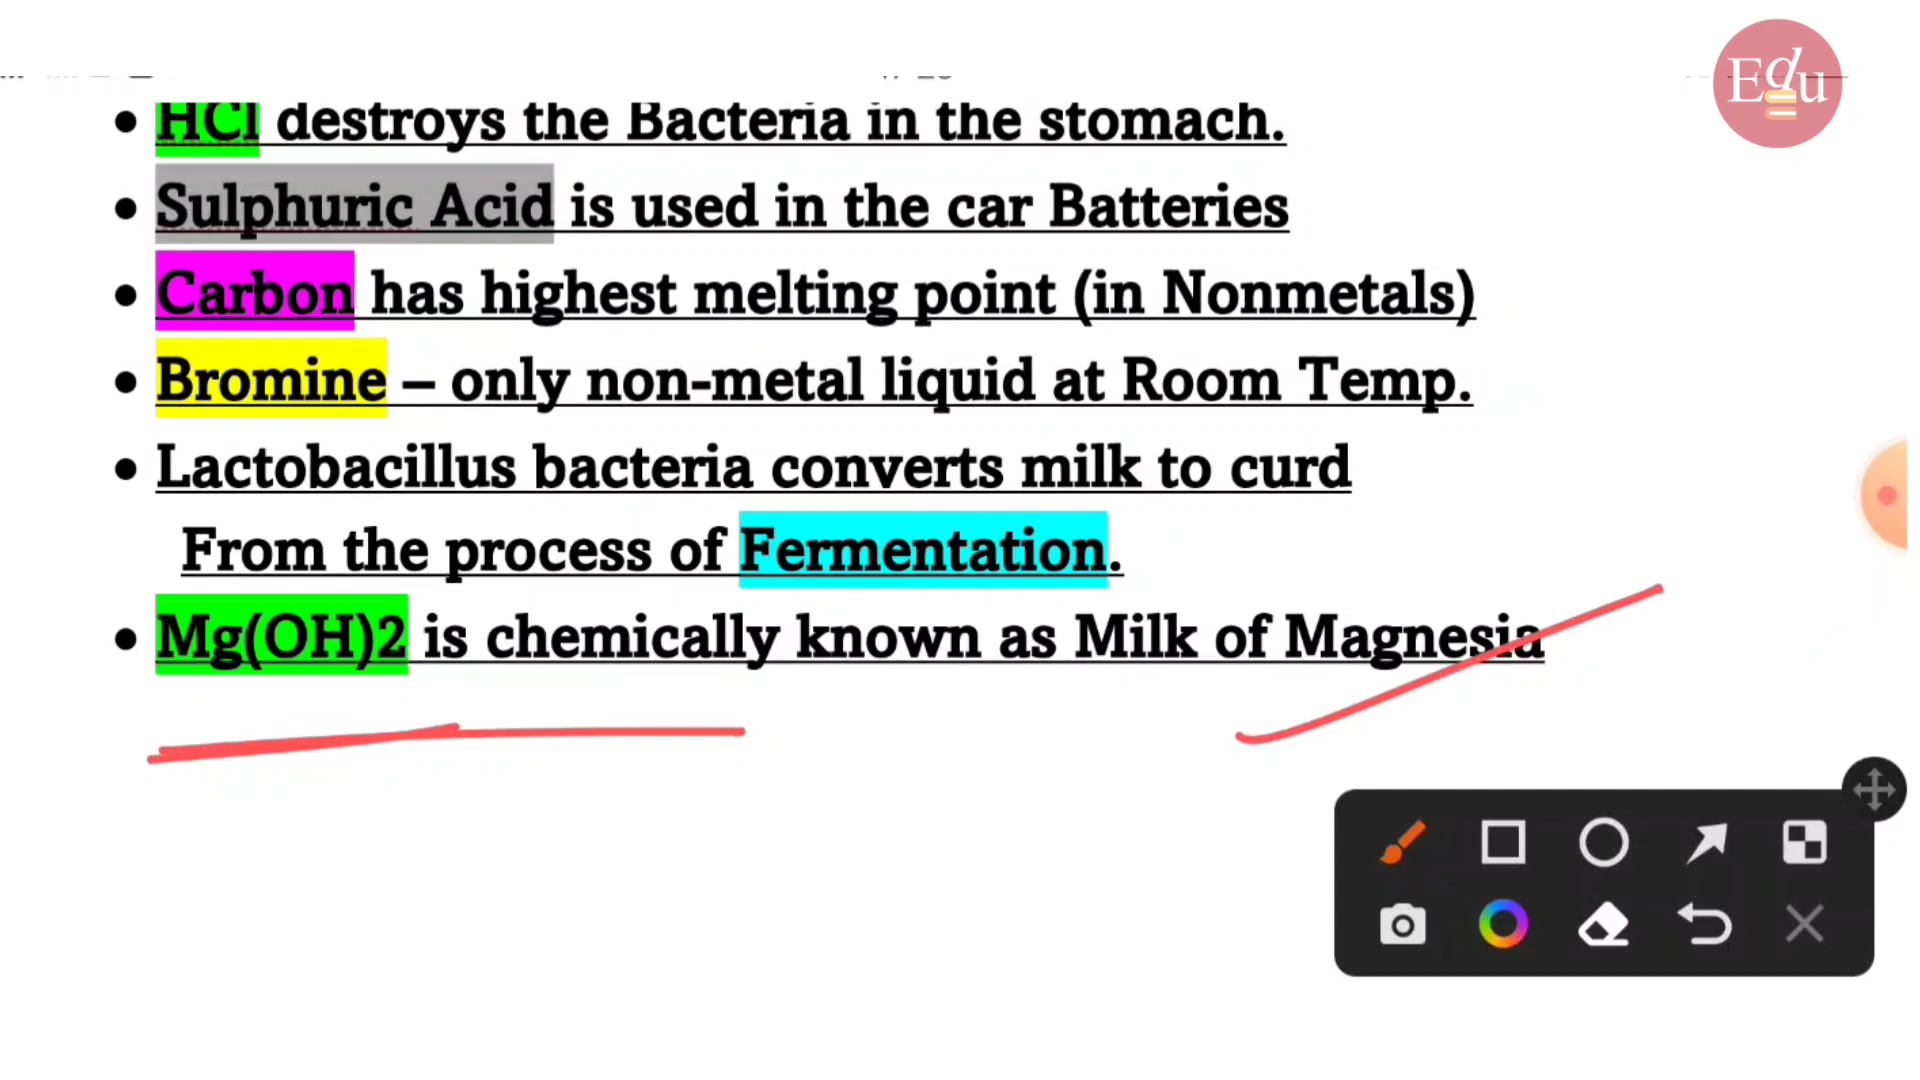 Edu
• HCl destroys the Bacteria in the stomach.
• Sulphuric Acid is used in the car Batteries
• Carbon has highest melting point (in Nonmetals)
• Bromine – only non-metal liquid at Room Temp.
• Lactobacillus bacteria converts milk to curd
From the process of Fermentation.
• Mg(OH)2 is chemically known as Milk of Magnesia